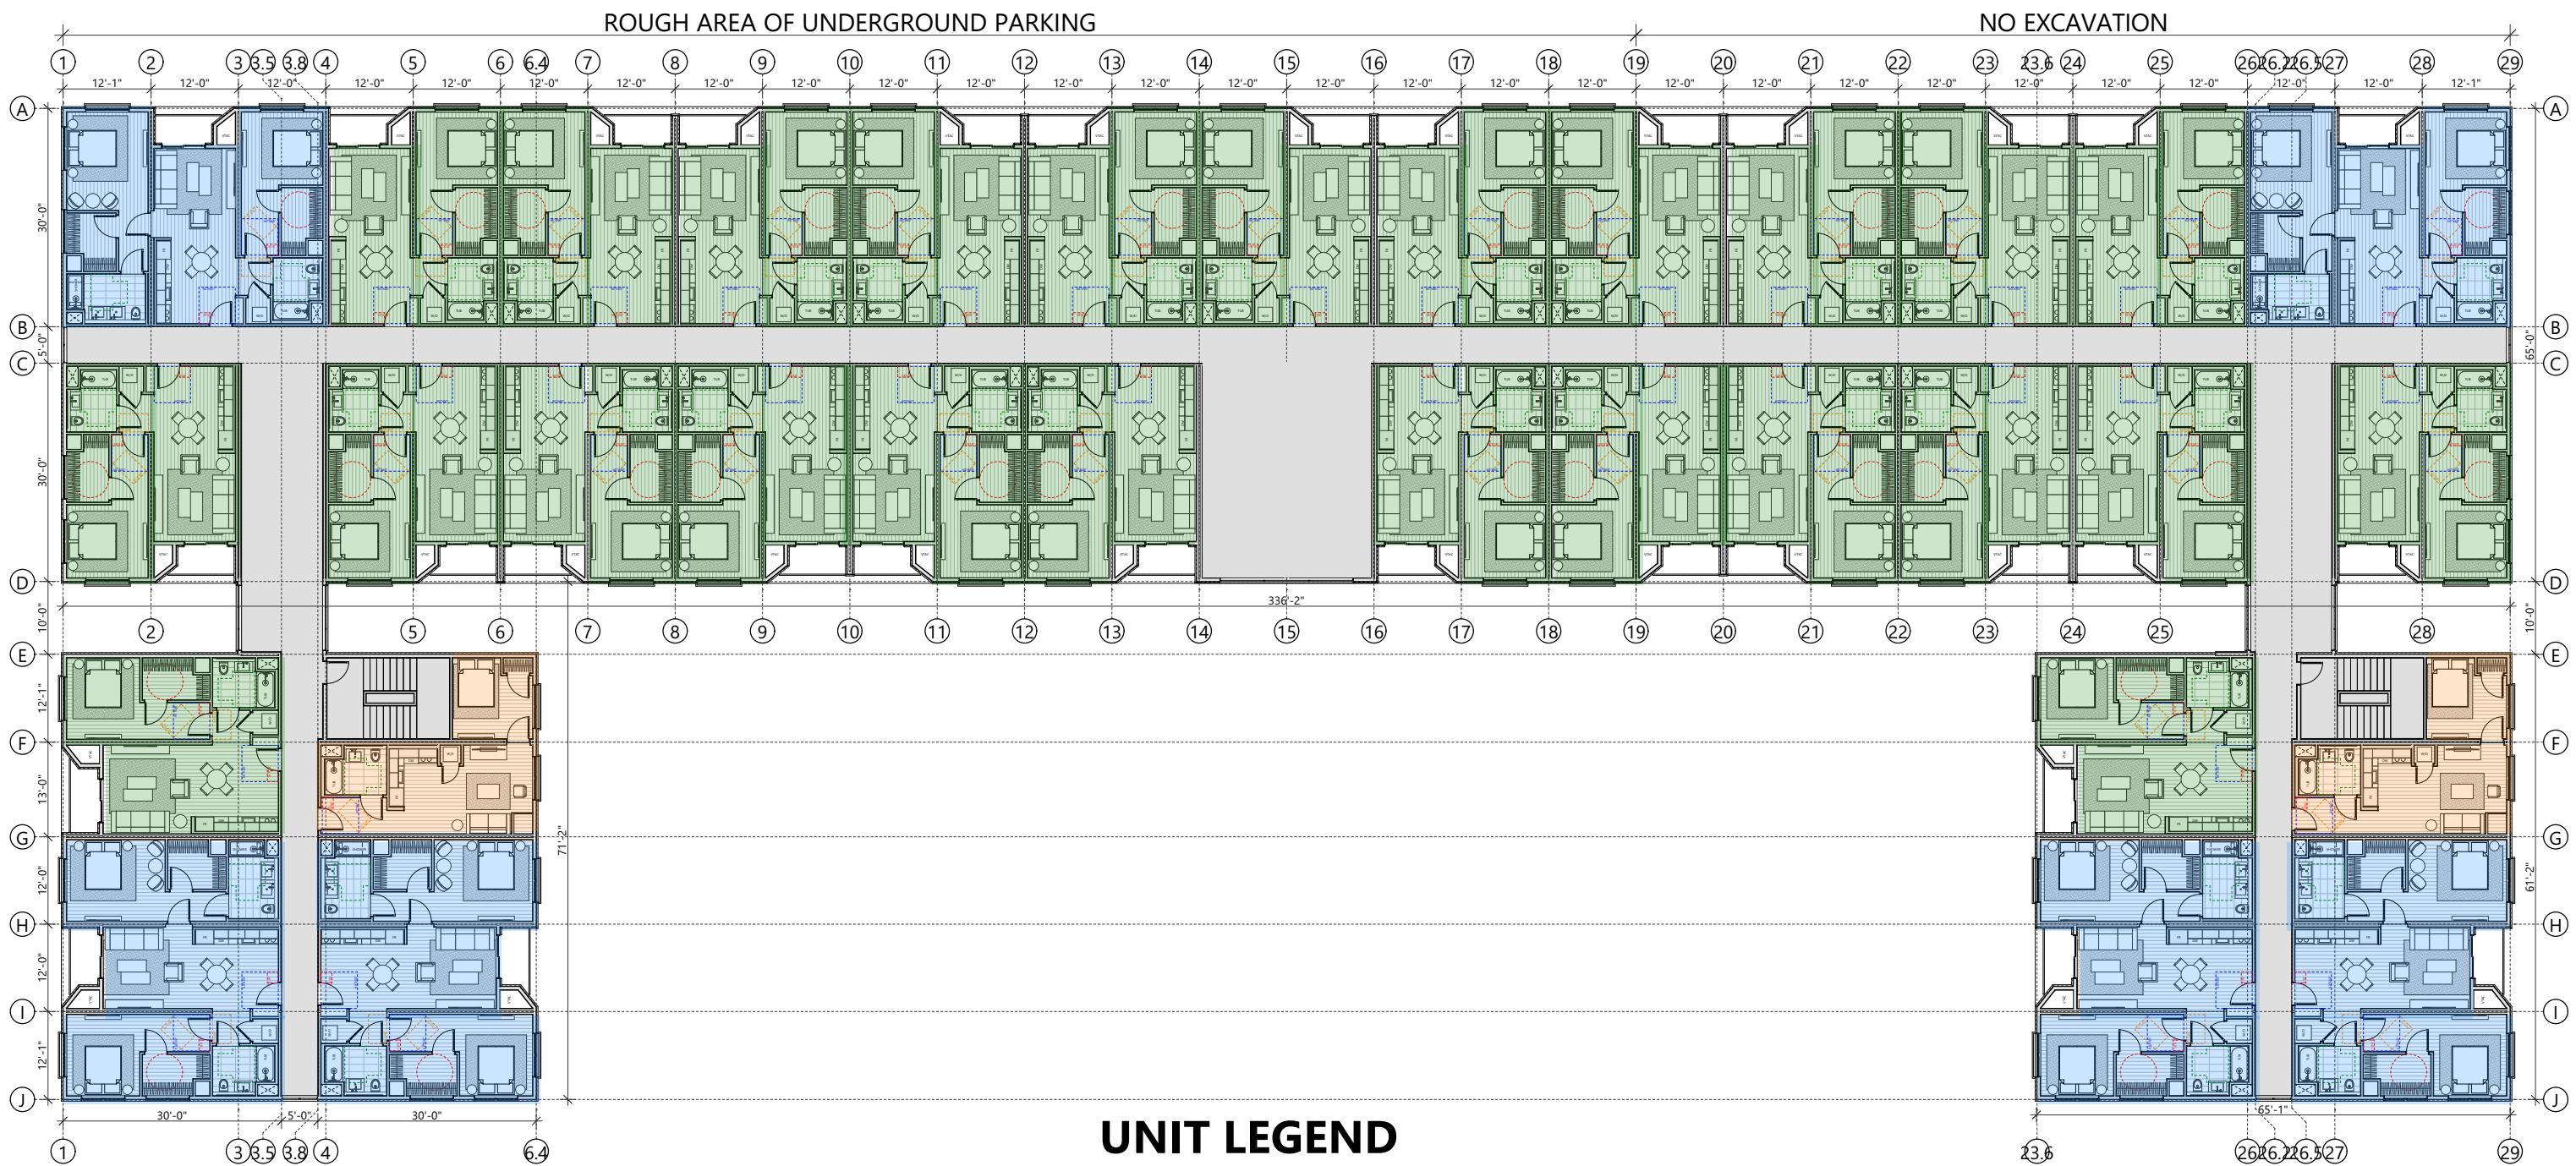 ROUGH AREA OF UNDERGROUND PARKING NO EXCAVATION
1 2 3 3.5 3.8 4 5 6 6.4 7 8 9 10 11 12 13 14 15 16 17 18 19 20 21 22 23 23.6 24 25 26 26.2 26.5 27 28 29
12'-1" 12'-0" 12'-0" 12'-0" 12'-0" 12'-0" 12'-0" 12'-0" 12'-0" 12'-0" 12'-0" 12'-0" 12'-0" 12'-0" 12'-0" 12'-0" 12'-0" 12'-0" 12'-0" 12'-0" 12'-0" 12'-0" 12'-0" 12'-0" 12'-0" 12'-0" 12'-0" 12'-1"
A A
30'-0"
B B
5'-0" 65'-0"
C C
30'-0"
D D
336'-2"
10'-0" 10'-0"
2 5 6 7 8 9 10 11 12 13 14 15 16 17 18 19 20 21 22 23 24 25 28
E E
12'-1"
F F
13'-0"
G G
71'-2"
12'-0" 61'-2"
H H
12'-0"
I I
12'-1"
J J
30'-0" 5'-0" 30'-0" 65'-1"
UNIT LEGEND
1 3 3.5 3.8 4 6.4 23.6 26 26.2 26.5 27 29